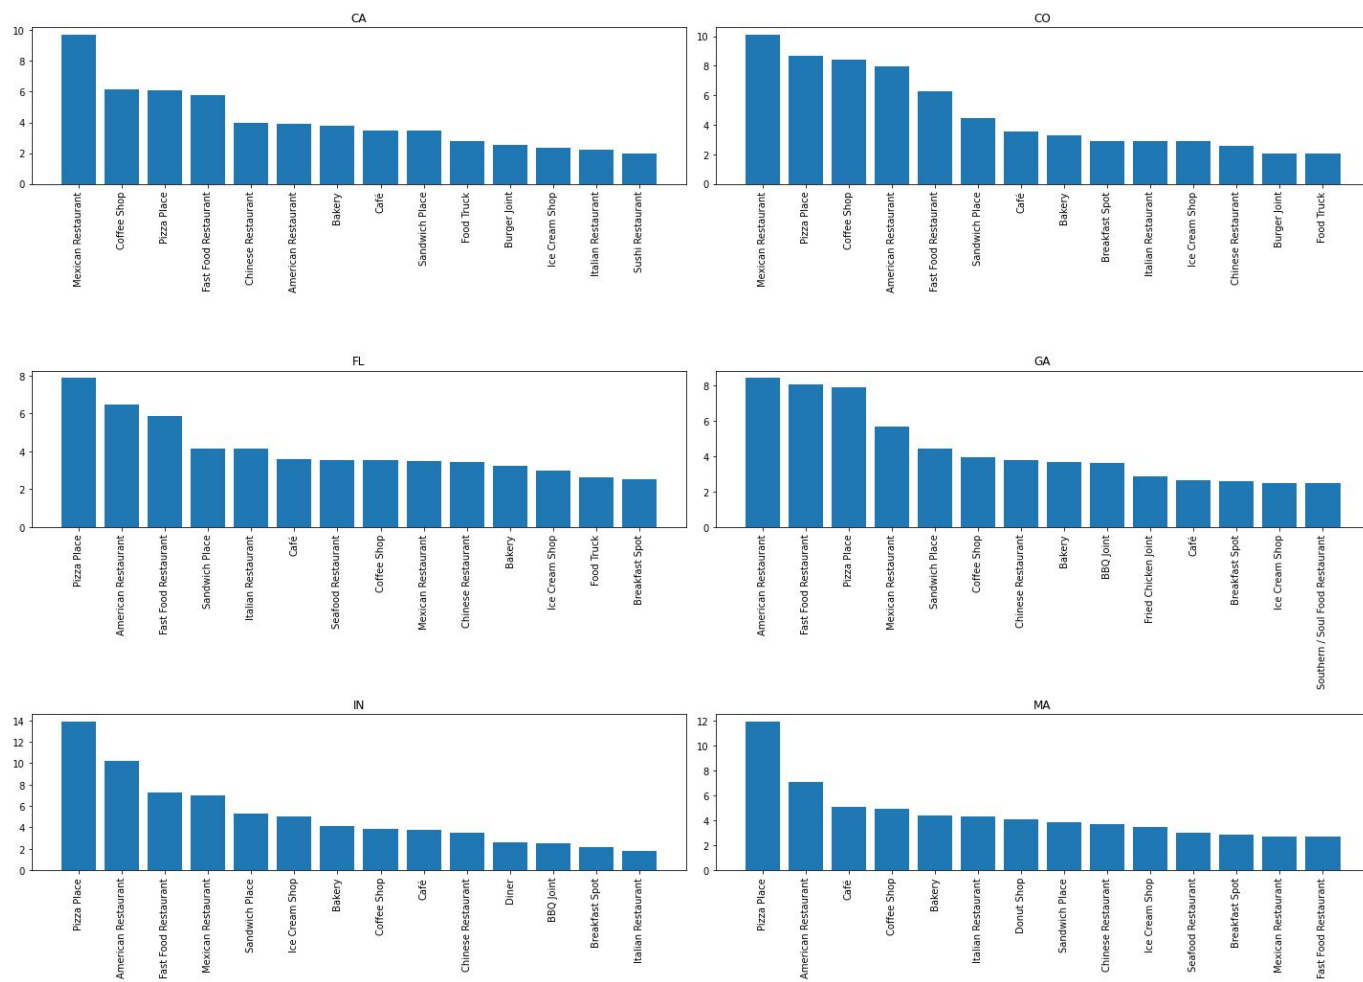 CA
10
8
6
4
2
0
Mexican Restaurant
Coffee Shop
Pizza Place
Fast Food Restaurant
Chinese Restaurant
American Restaurant
Bakery
Café
Sandwich Place
Food Truck
Burger Joint
Ice Cream Shop
Italian Restaurant
Sushi Restaurant
CO
10
8
6
4
2
0
Mexican Restaurant
Pizza Place
Coffee Shop
American Restaurant
Fast Food Restaurant
Sandwich Place
Café
Bakery
Breakfast Spot
Italian Restaurant
Ice Cream Shop
Chinese Restaurant
Burger Joint
Food Truck
FL
8
6
4
2
0
Pizza Place
American Restaurant
Fast Food Restaurant
Sandwich Place
Italian Restaurant
Café
Seafood Restaurant
Coffee Shop
Mexican Restaurant
Chinese Restaurant
Bakery
Ice Cream Shop
Food Truck
Breakfast Spot
GA
8
6
4
2
0
American Restaurant
Fast Food Restaurant
Pizza Place
Mexican Restaurant
Sandwich Place
Coffee Shop
Chinese Restaurant
Bakery
BBQ Joint
Fried Chicken Joint
Café
Breakfast Spot
Ice Cream Shop
Southern / Soul Food Restaurant
IN
14
12
10
8
6
4
2
0
Pizza Place
American Restaurant
Fast Food Restaurant
Mexican Restaurant
Sandwich Place
Ice Cream Shop
Bakery
Coffee Shop
Café
Chinese Restaurant
Diner
BBQ Joint
Breakfast Spot
Italian Restaurant
MA
12
10
8
6
4
2
0
Pizza Place
American Restaurant
Café
Coffee Shop
Bakery
Italian Restaurant
Donut Shop
Sandwich Place
Chinese Restaurant
Ice Cream Shop
Seafood Restaurant
Breakfast Spot
Mexican Restaurant
Fast Food Restaurant